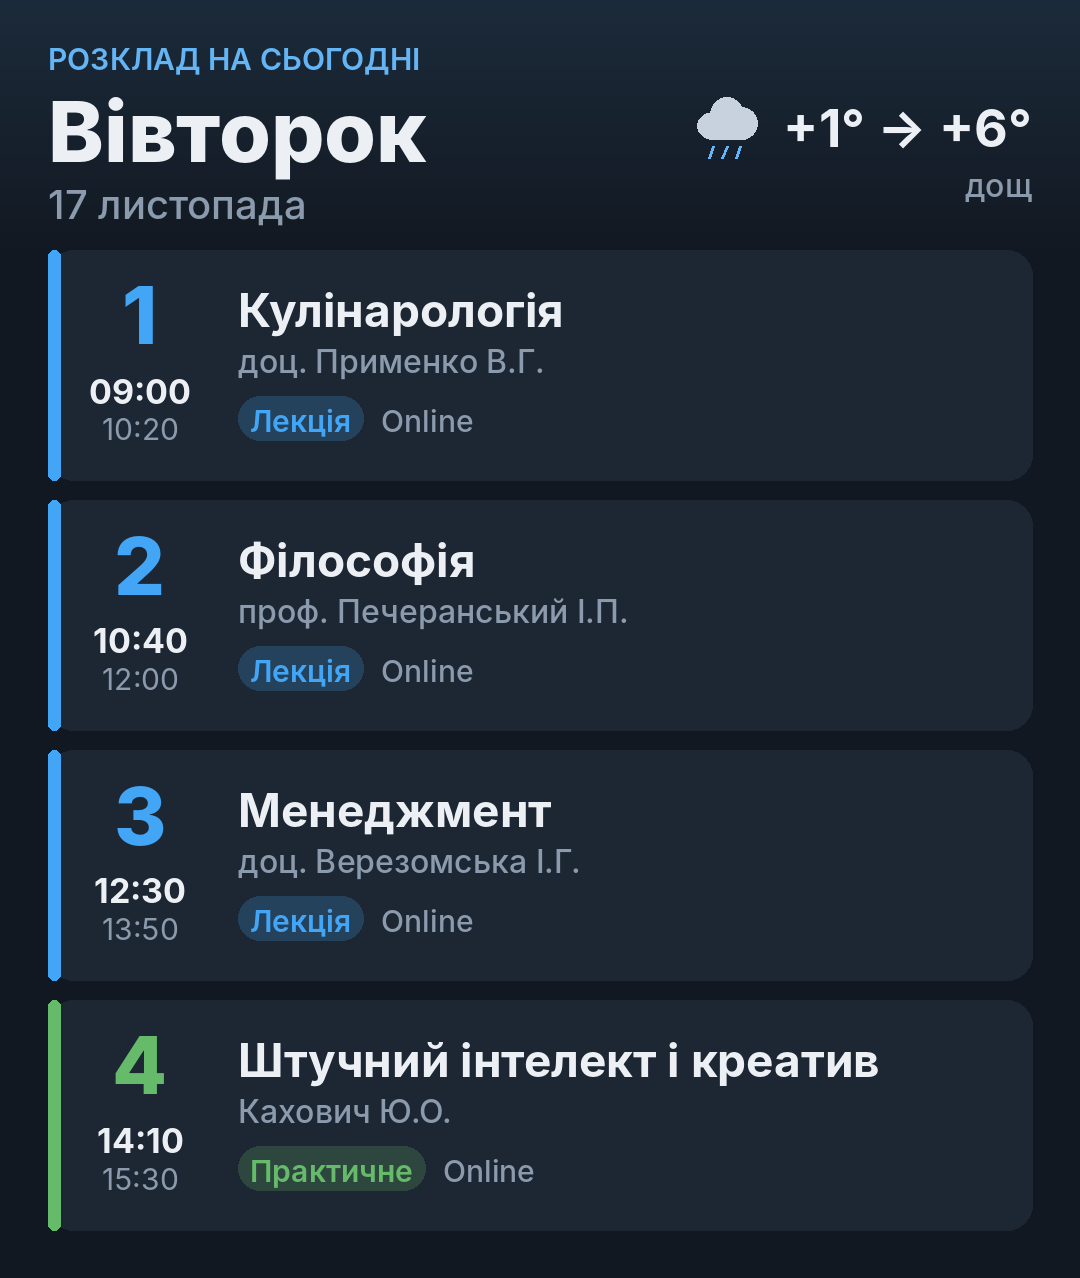 РОЗКЛАД НА СЬОГОДНІ
Вівторок
+1° → +6°
17 листопада
дощ
1
09:00
10:20
Кулінарологія
доц. Применко В.Г.
Лекція Online
2
10:40
12:00
Філософія
проф. Печеранський І.П.
Лекція Online
3
12:30
13:50
Менеджмент
доц. Верезомська І.Г.
Лекція Online
4
14:10
15:30
Штучний інтелект і креатив
Кахович Ю.О.
Практичне Online